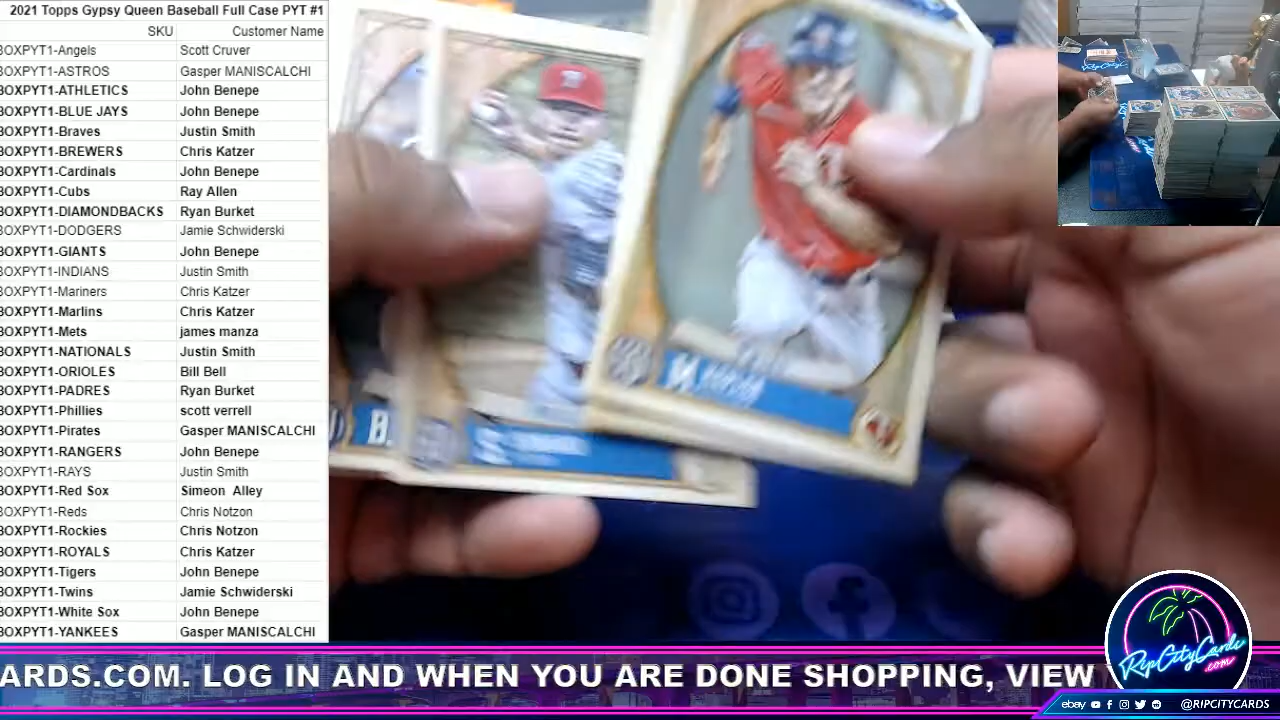 2021 Topps Gypsy Queen Baseball Full Case PYT #1
SKU Customer Name
BOXPYT1-Angels Scott Cruver
BOXPYT1-ASTROS Gasper MANISCALCHI
BOXPYT1-ATHLETICS John Benepe
BOXPYT1-BLUE JAYS John Benepe
BOXPYT1-Braves Justin Smith
BOXPYT1-BREWERS Chris Katzer
BOXPYT1-Cardinals John Benepe
BOXPYT1-Cubs Ray Allen
BOXPYT1-DIAMONDBACKS Ryan Burket
BOXPYT1-DODGERS Jamie Schwiderski
BOXPYT1-GIANTS John Benepe
BOXPYT1-INDIANS Justin Smith
BOXPYT1-Mariners Chris Katzer
BOXPYT1-Marlins Chris Katzer
BOXPYT1-Mets james manza
BOXPYT1-NATIONALS Justin Smith
BOXPYT1-ORIOLES Bill Bell
BOXPYT1-PADRES Ryan Burket
BOXPYT1-Phillies scott verrell
BOXPYT1-Pirates Gasper MANISCALCHI
BOXPYT1-RANGERS John Benepe
BOXPYT1-RAYS Justin Smith
BOXPYT1-Red Sox Simeon Alley
BOXPYT1-Reds Chris Notzon
BOXPYT1-Rockies Chris Notzon
BOXPYT1-ROYALS Chris Katzer
BOXPYT1-Tigers John Benepe
BOXPYT1-Twins Jamie Schwiderski
BOXPYT1-White Sox John Benepe
BOXPYT1-YANKEES Gasper MANISCALCHI
B.
ARDS.COM. LOG IN AND WHEN YOU ARE DONE SHOPPING, VIEW
RipCityCards
.com
ebay @RIPCITYCARDS